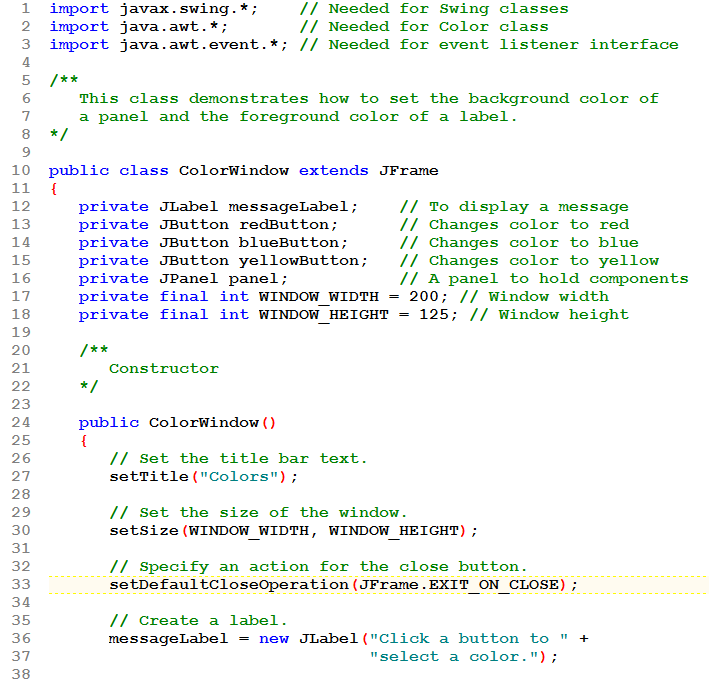 1 import javax.swing.*;    // Needed for Swing classes
2 import java.awt.*;       // Needed for Color class
3 import java.awt.event.*; // Needed for event listener interface
4
5 /**
6    This class demonstrates how to set the background color of
7    a panel and the foreground color of a label.
8 */
9
10 public class ColorWindow extends JFrame
11 {
12    private JLabel messageLabel;    // To display a message
13    private JButton redButton;      // Changes color to red
14    private JButton blueButton;     // Changes color to blue
15    private JButton yellowButton;   // Changes color to yellow
16    private JPanel panel;           // A panel to hold components
17    private final int WINDOW_WIDTH = 200; // Window width
18    private final int WINDOW_HEIGHT = 125; // Window height
19
20    /**
21       Constructor
22    */
23
24    public ColorWindow()
25    {
26       // Set the title bar text.
27       setTitle("Colors");
28
29       // Set the size of the window.
30       setSize(WINDOW_WIDTH, WINDOW_HEIGHT);
31
32       // Specify an action for the close button.
33       setDefaultCloseOperation(JFrame.EXIT_ON_CLOSE);
34
35       // Create a label.
36       messageLabel = new JLabel("Click a button to " +
37                                 "select a color.");
38